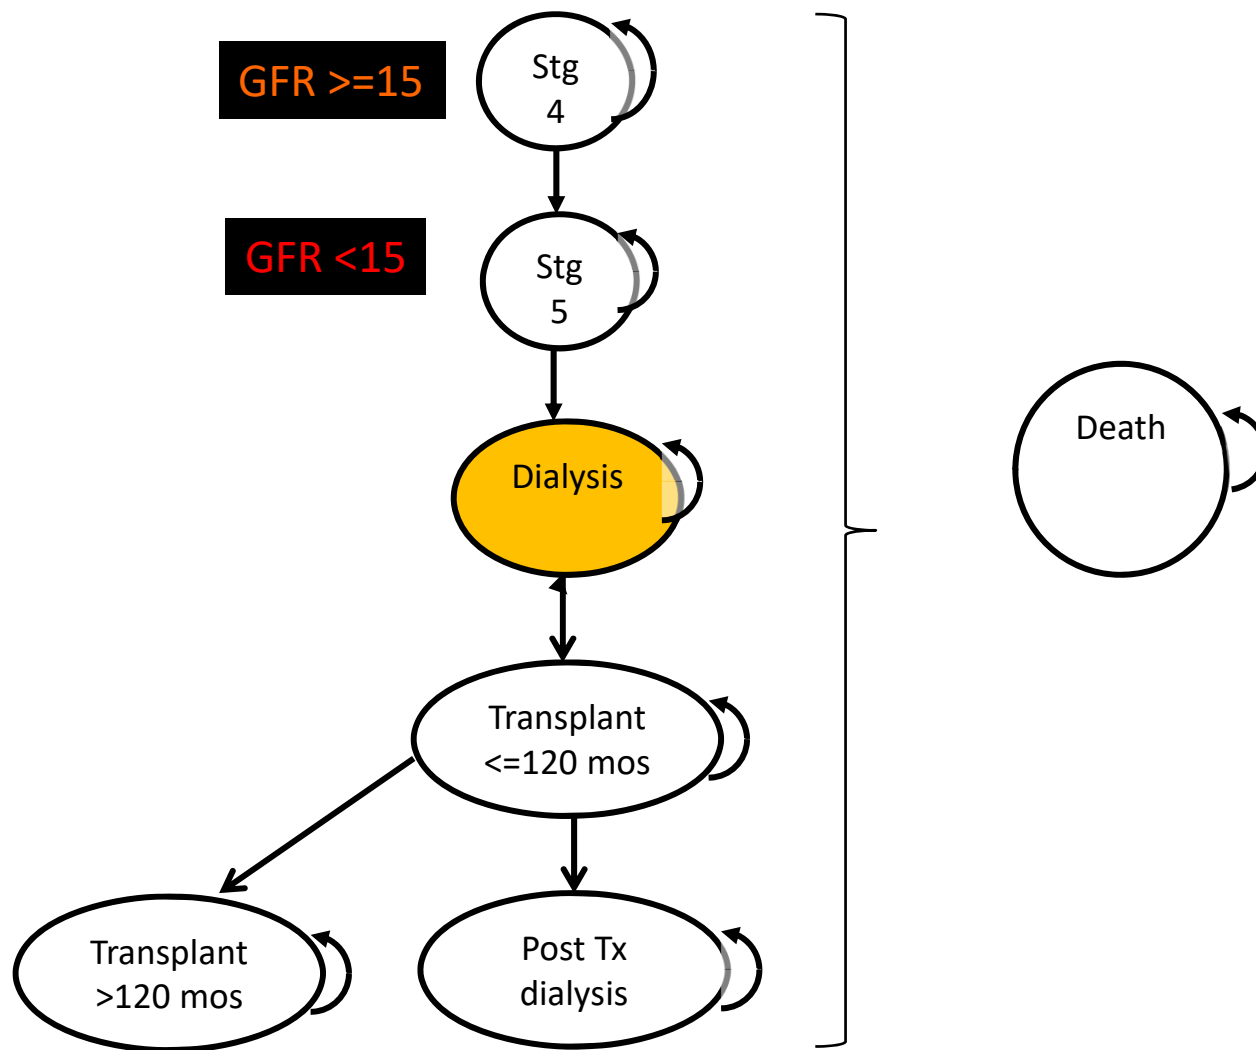 GFR >=15
Stg
4
GFR <15
Stg
5
Dialysis
Death
Transplant
<=120 mos
Transplant
>120 mos
Post Tx
dialysis